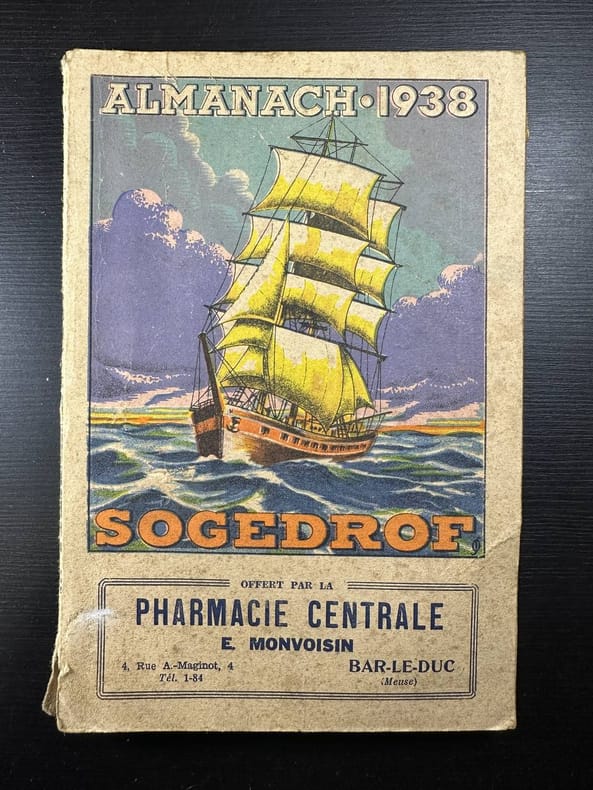 ALMANACH·1938
SOGEDROF
OFFERT PAR LA
PHARMACIE CENTRALE
E. MONVOISIN
4, Rue A.-Maginot, 4
BAR-LE-DUC
Tél. 1-84
(Meuse)